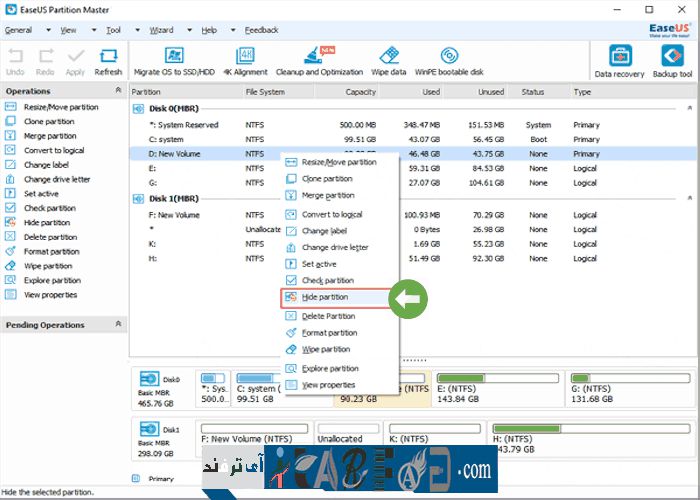 EaseUS Partition Master
General View Tool Wizard Help Feedback
EaseUS
Make your life easy!
Undo Redo Apply Refresh Migrate OS to SSD/HDD 4K Alignment Cleanup and Optimization Wipe data WinPE bootable disk Data recovery Backup tool
Operations
Resize/Move partition
Clone partition
Merge partition
Convert to logical
Change label
Change drive letter
Set active
Check partition
Hide partition
Delete partition
Format partition
Wipe partition
Explore partition
View properties
Pending Operations
Partition File System Capacity Used Unused Status Type
Disk 0(MBR)
*: System Reserved NTFS 500.00 MB 348.47 MB 151.53 MB System Primary
C: system NTFS 99.51 GB 43.07 GB 56.45 GB Boot Primary
D: New Volume NTFS 46.48 GB 43.75 GB None Primary
E: NTFS 59.31 GB 84.53 GB None Logical
G: NTFS 27.07 GB 104.61 GB None Logical
Disk 1(MBR)
F: New Volume NTFS 100.93 MB 70.29 GB None Logical
* Unallocate 0 Bytes 26.98 GB None Logical
K: NTFS 1.69 GB 55.23 GB None Logical
H: NTFS 51.49 GB 92.30 GB None Logical
Resize/Move partition
Clone partition
Merge partition
Convert to logical
Change label
Change drive letter
Set active
Check partition
Hide partition
Delete Partition
Format partition
Wipe partition
Explore partition
View properties
Disk0
Basic MBR
465.76 GB
*: Sys..
500.0...
C: system (
99.51 GB
(NTFS
90.23 GB
E: (NTFS)
143.84 GB
G: (NTFS)
131.68 GB
Disk1
Basic MBR
298.09 GB
F: New Volume (NTFS)
Unallocated
K: (NTFS)
H: (NTFS)
43.79 GB
Primary
Hide the selected partition.
.com